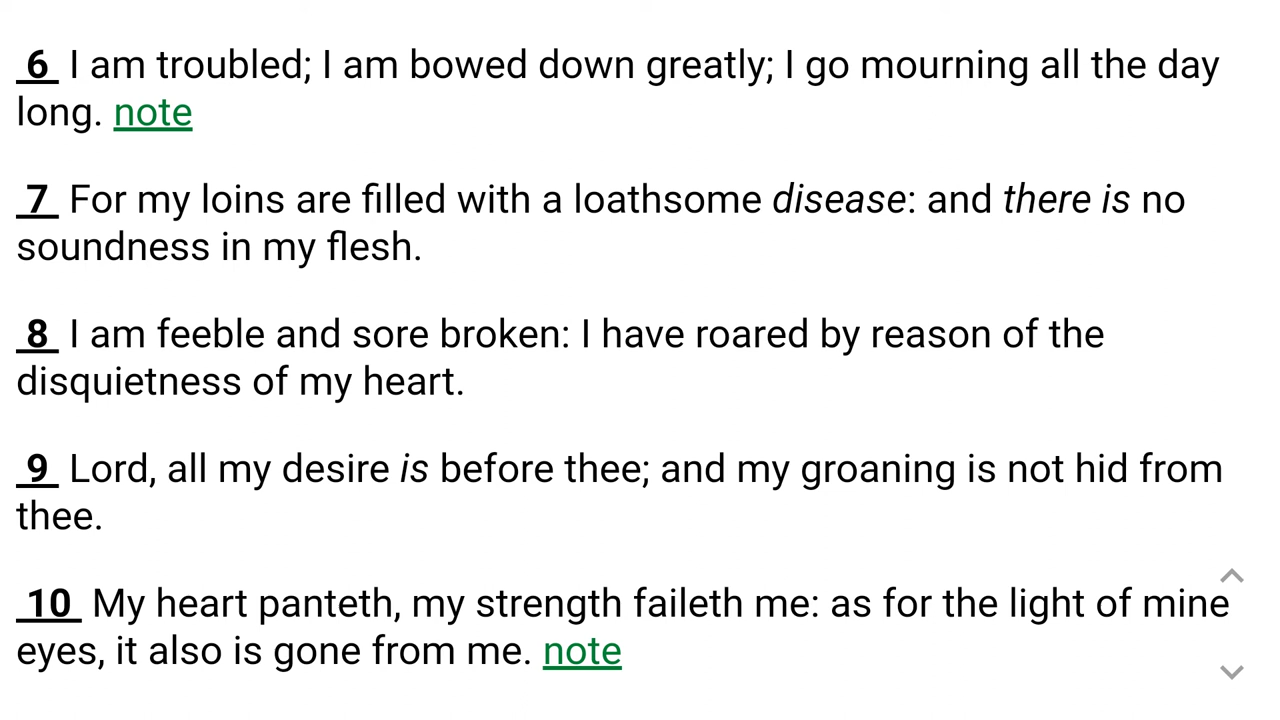 6 I am troubled; I am bowed down greatly; I go mourning all the day
long. note
7 For my loins are filled with a loathsome disease: and there is no
soundness in my flesh.
8 I am feeble and sore broken: I have roared by reason of the
disquietness of my heart.
9 Lord, all my desire is before thee; and my groaning is not hid from
thee.
10 My heart panteth, my strength faileth me: as for the light of mine
eyes, it also is gone from me. note